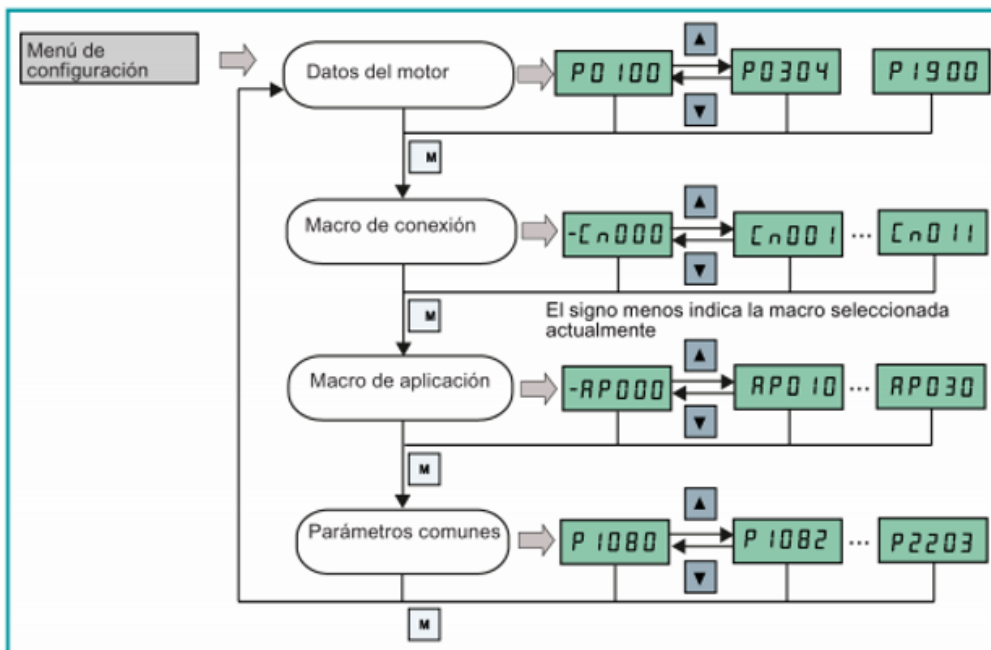 Menú de
configuración
Datos del motor
P0100
▲
▼
P0304
P1900
M
Macro de conexión
-Cn000
▲
▼
Cn001
...
Cn011
El signo menos indica la macro seleccionada
actualmente
M
Macro de aplicación
-AP000
▲
▼
AP010
...
AP030
M
Parámetros comunes
P1080
▲
▼
P1082
...
P2203
M